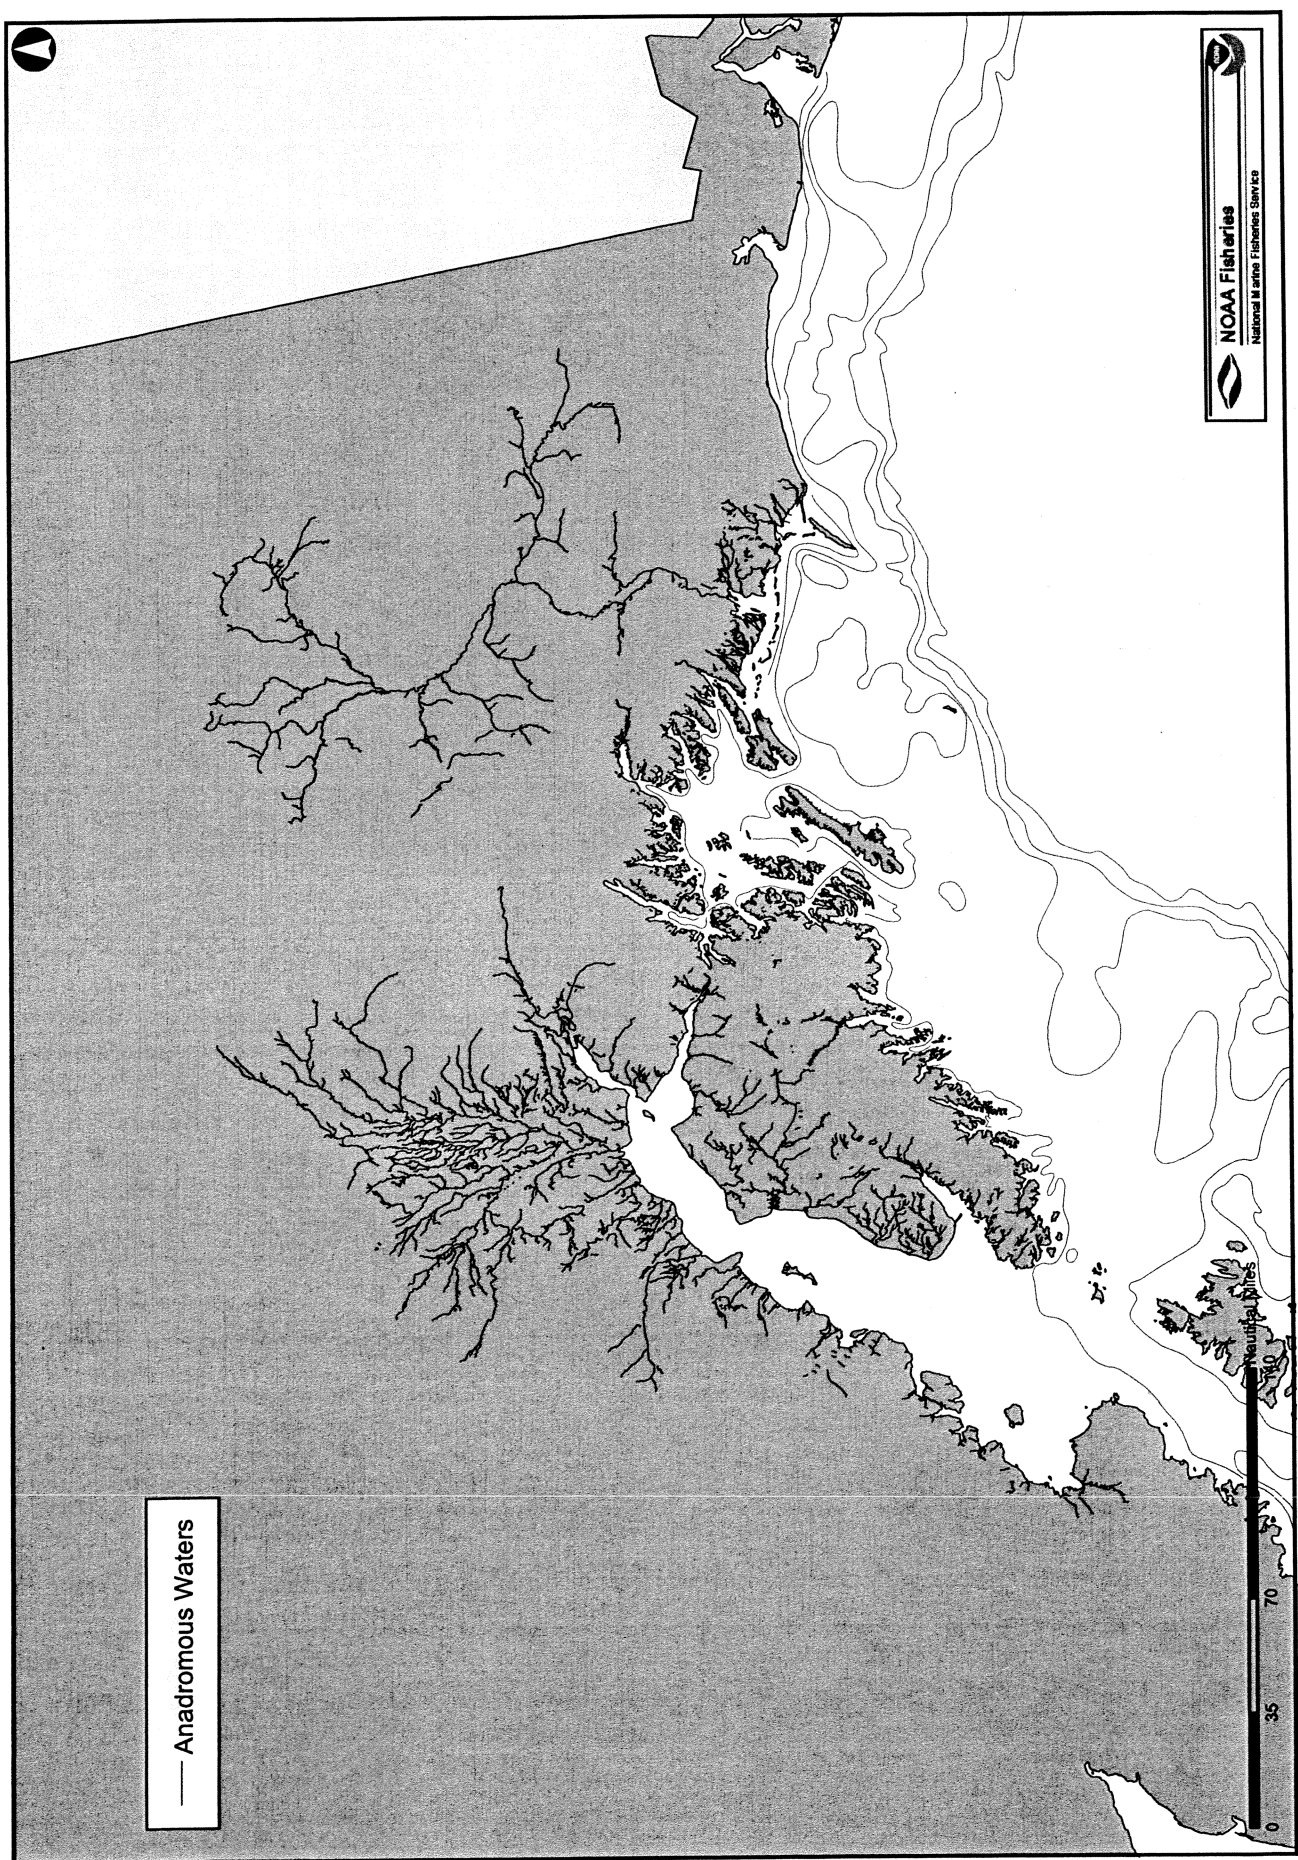 Anadromous Waters
NOAA Fisheries
National Marine Fisheries Service
Nautical Miles
0 35 70 140